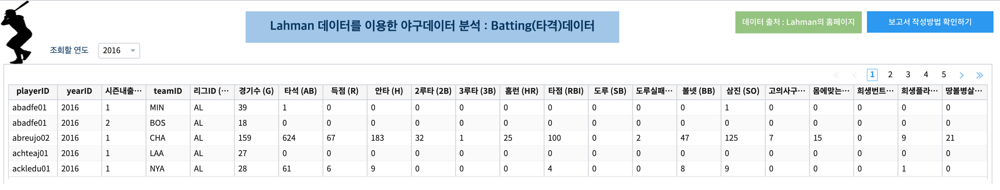 Lahman 데이터를 이용한 야구데이터 분석 : Batting(타격)데이터
데이터 출처 : Lahman의 홈페이지
보고서 작성방법 확인하기
조회할 연도 2016
1 2 3 4 5
playerID yearID 시즌내출··· teamID 리그ID (··· 경기수 (G) 타석 (AB) 득점 (R) 안타 (H) 2루타 (2B) 3루타 (3B) 홈런 (HR) 타점 (RBI) 도루 (SB) 도루실패··· 볼넷 (BB) 삼진 (SO) 고의사구··· 몸에맞는··· 희생번트··· 희생플라··· 땅볼병살···
abadfe01 2016 1 MIN AL 39 1 0 0 0 0 0 0 0 0 0 1 0 0 0 0 0
abadfe01 2016 2 BOS AL 18 0 0 0 0 0 0 0 0 0 0 0 0 0 0 0 0
abreujo02 2016 1 CHA AL 159 624 67 183 32 1 25 100 0 2 47 125 7 15 0 9 21
achteaj01 2016 1 LAA AL 27 0 0 0 0 0 0 0 0 0 0 0 0 0 0 0 0
ackledu01 2016 1 NYA AL 28 61 6 9 0 0 0 4 0 0 8 9 0 0 0 1 0